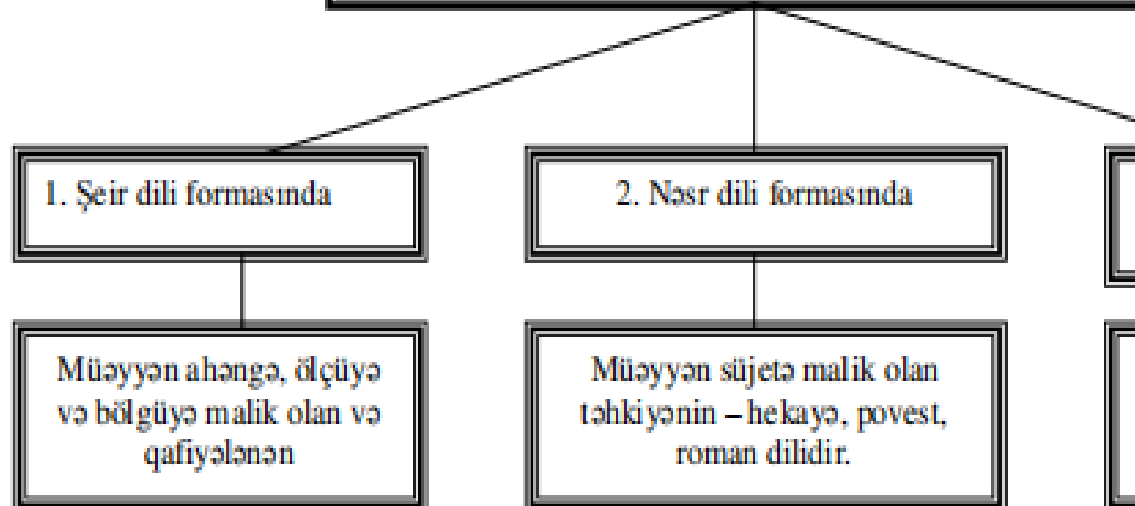 1. Şeir dili formasında
2. Nəsr dili formasında
Müəyyən ahəngə, ölçüyə
və bölgüyə malik olan və
qafiyələnən
Müəyyən süjetə malik olan
təhkiyənin – hekayə, povest,
roman dilidir.